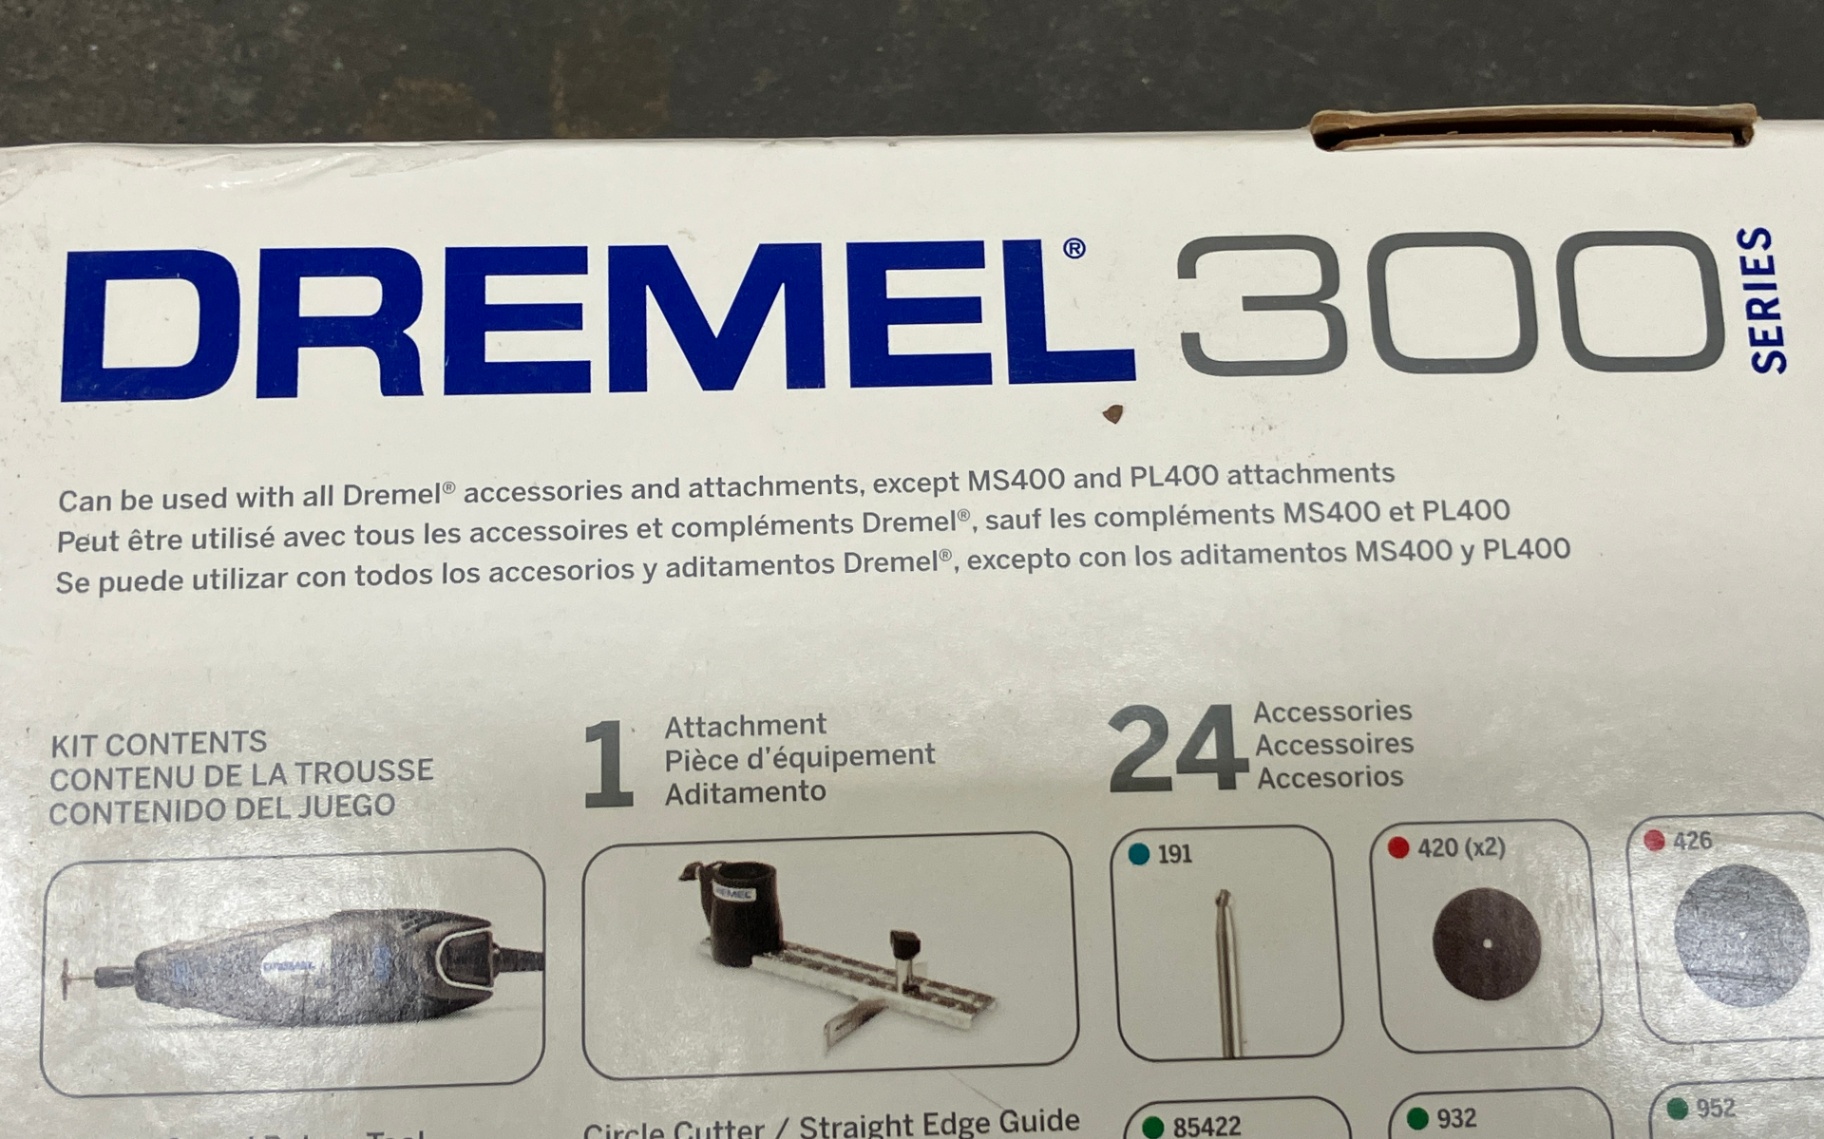 DREMEL® 300 SERIES
Can be used with all Dremel® accessories and attachments, except MS400 and PL400 attachments
Peut être utilisé avec tous les accessoires et compléments Dremel®, sauf les compléments MS400 et PL400
Se puede utilizar con todos los accesorios y aditamentos Dremel®, excepto con los aditamentos MS400 y PL400
KIT CONTENTS
CONTENU DE LA TROUSSE
CONTENIDO DEL JUEGO
1
Attachment
Pièce d'équipement
Aditamento
24
Accessories
Accessoires
Accesorios
DREMEL
DREMEL
191
420 (x2)
426
Circle Cutter / Straight Edge Guide
85422
932
952